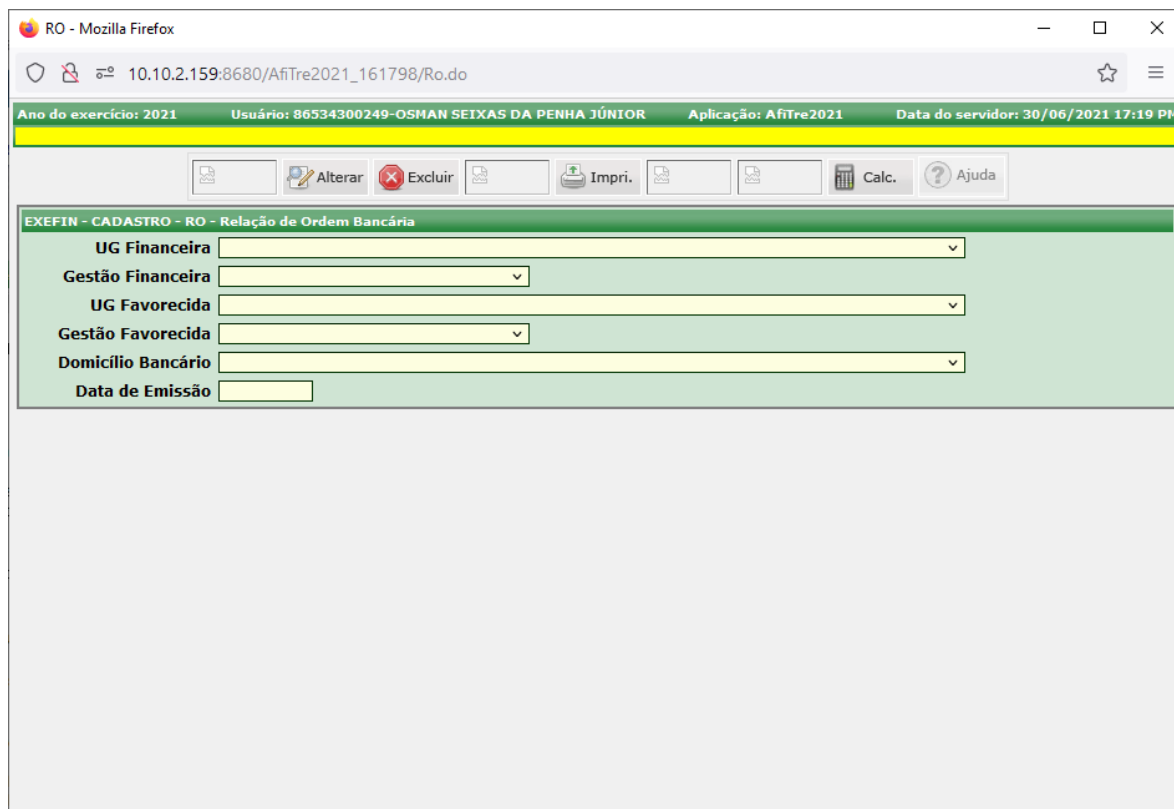 RO - Mozilla Firefox
10.10.2.159:8680/AfiTre2021_161798/Ro.do
Ano do exercício: 2021 Usuário: 86534300249-OSMAN SEIXAS DA PENHA JÚNIOR Aplicação: AfiTre2021 Data do servidor: 30/06/2021 17:19 PM
Alterar Excluir Impri. Calc. Ajuda
EXEFIN - CADASTRO - RO - Relação de Ordem Bancária
UG Financeira
Gestão Financeira
UG Favorecida
Gestão Favorecida
Domicílio Bancário
Data de Emissão